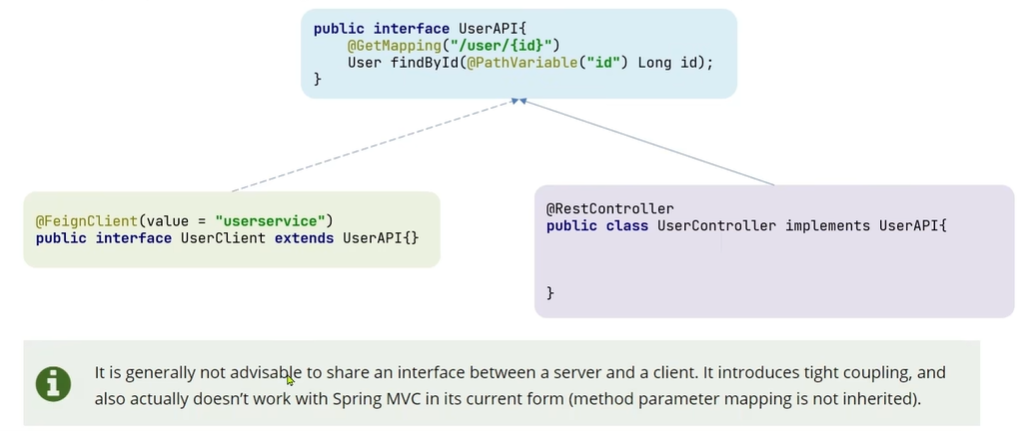 public interface UserAPI{
@GetMapping("/user/{id}")
User findById(@PathVariable("id") Long id);
}
@FeignClient(value = "userservice")
public interface UserClient extends UserAPI{}
@RestController
public class UserController implements UserAPI{
}
It is generally not advisable to share an interface between a server and a client. It introduces tight coupling, and
also actually doesn’t work with Spring MVC in its current form (method parameter mapping is not inherited).